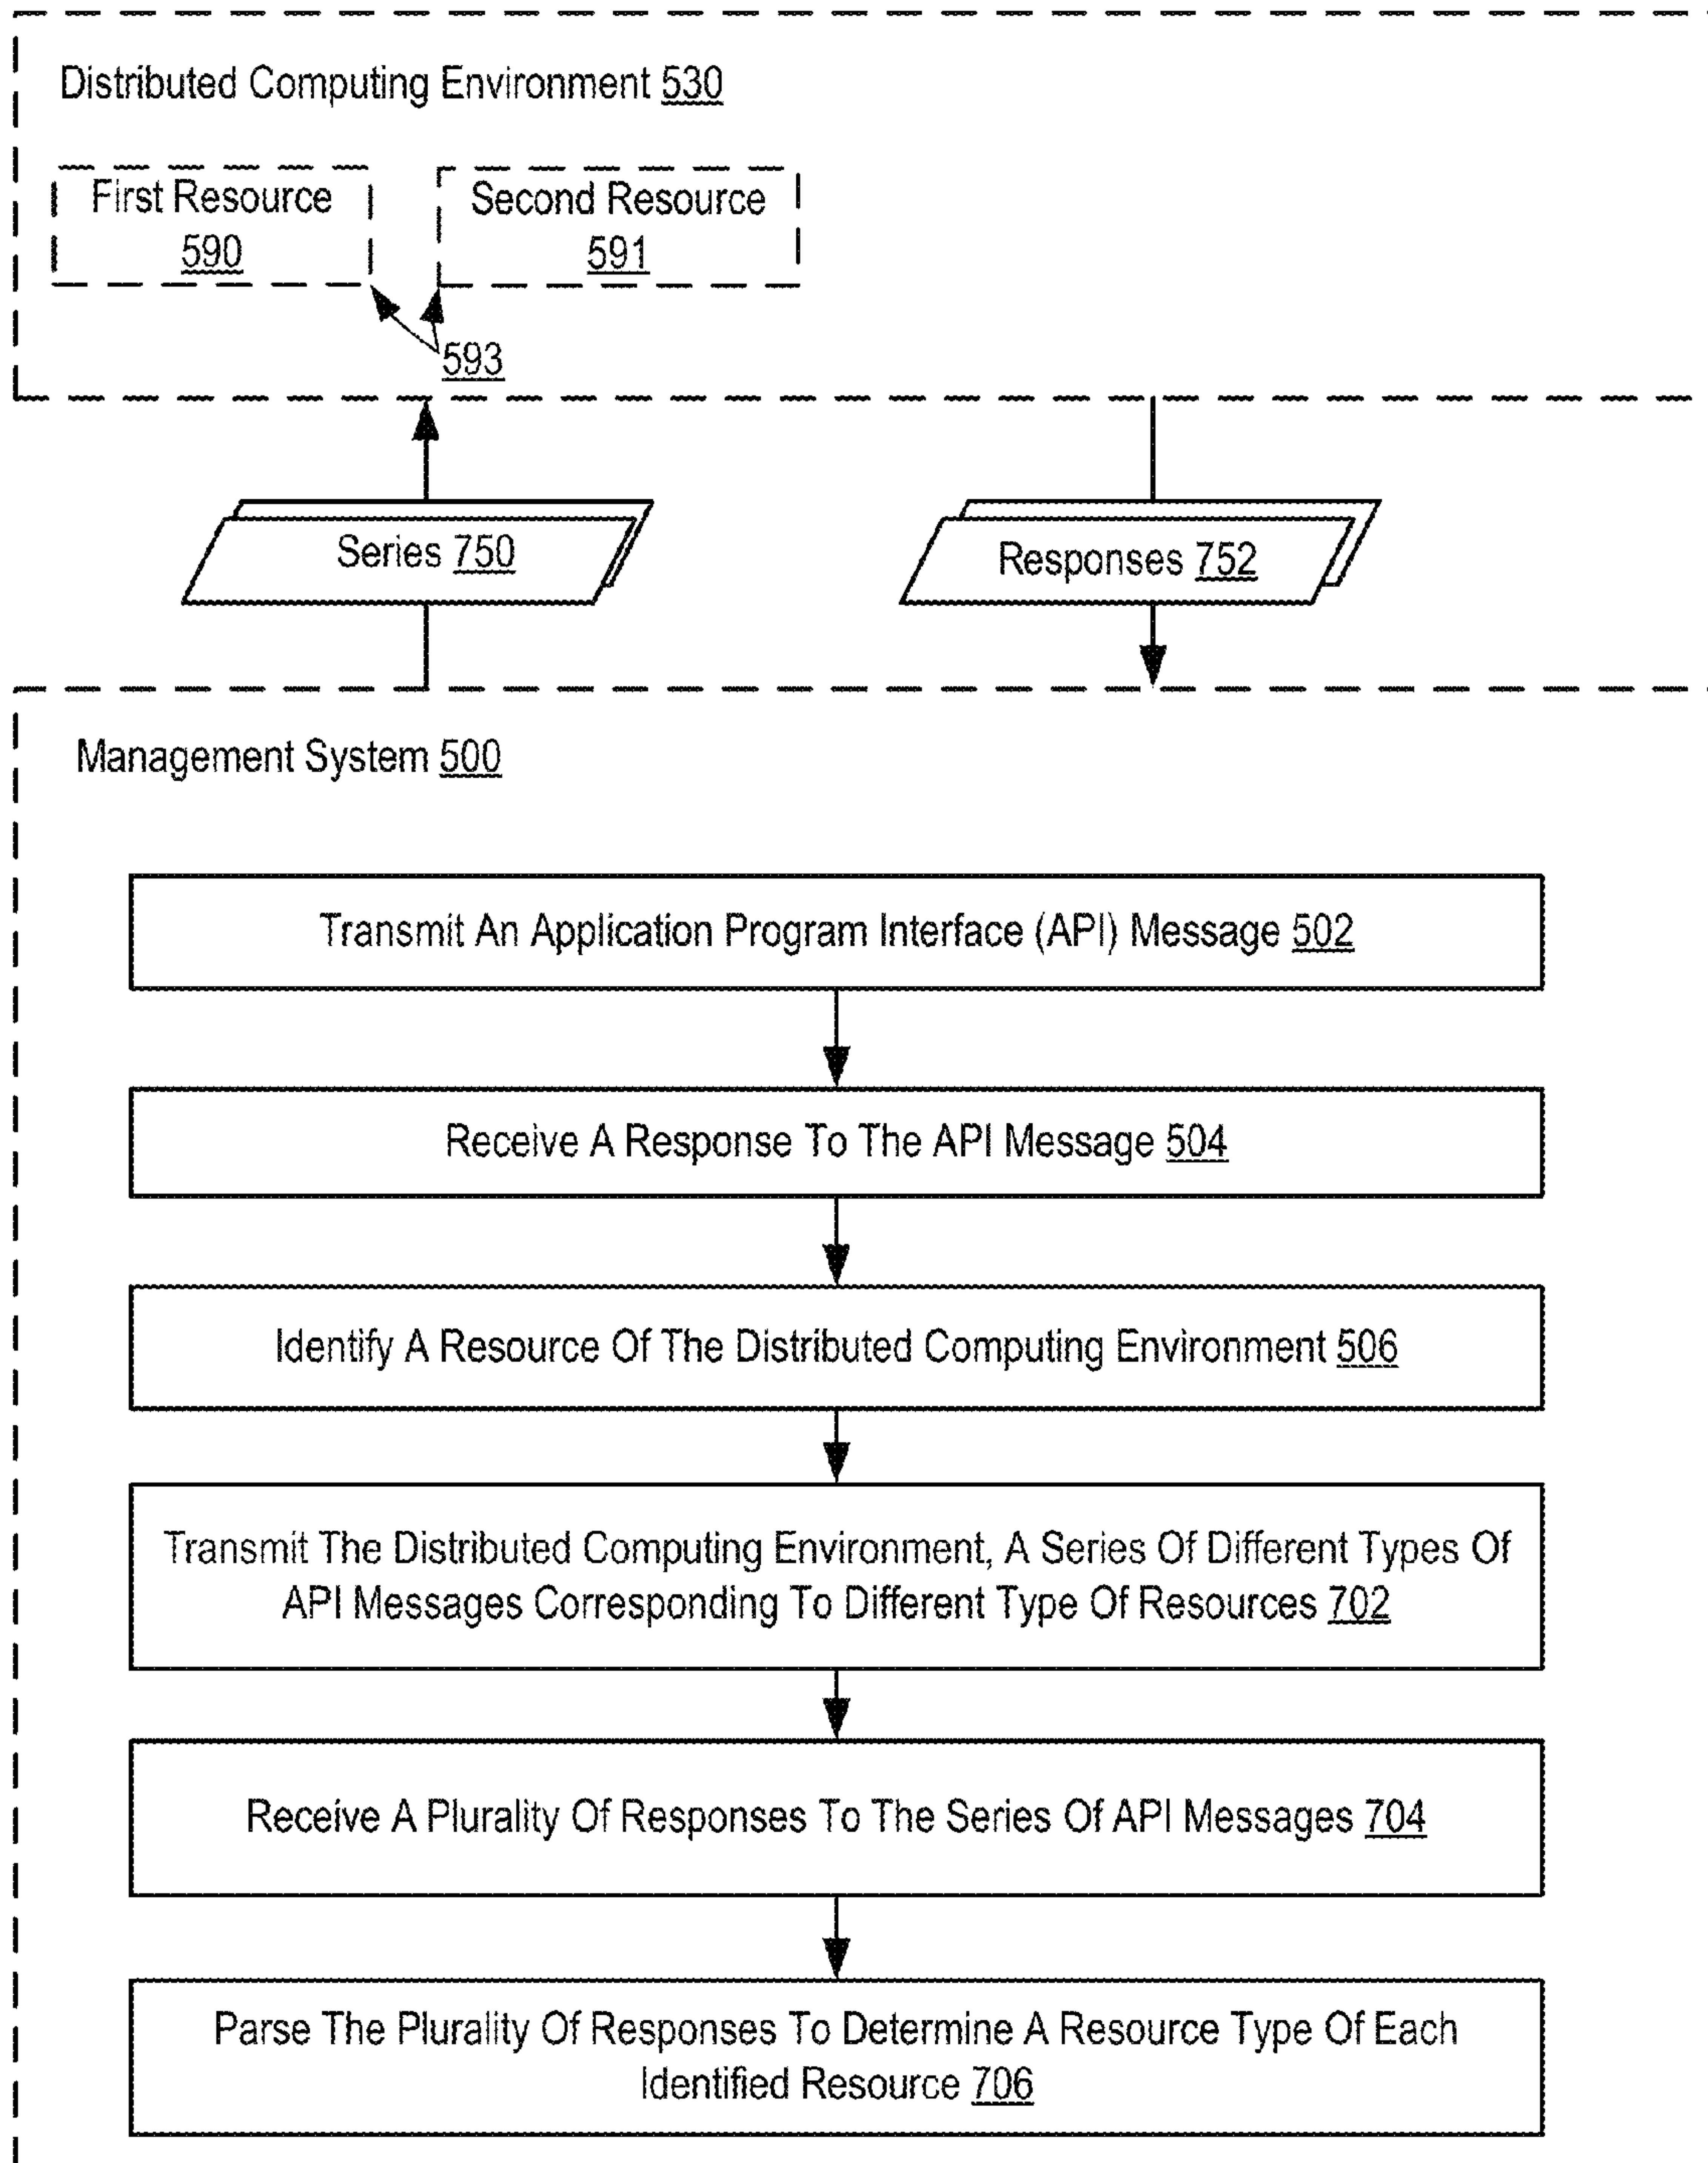 Distributed Computing Environment 530
First Resource
590
Second Resource
591
593
Series 750
Responses 752
Management System 500
Transmit An Application Program Interface (API) Message 502
Receive A Response To The API Message 504
Identify A Resource Of The Distributed Computing Environment 506
Transmit The Distributed Computing Environment, A Series Of Different Types Of
API Messages Corresponding To Different Type Of Resources 702
Receive A Plurality Of Responses To The Series Of API Messages 704
Parse The Plurality Of Responses To Determine A Resource Type Of Each
Identified Resource 706